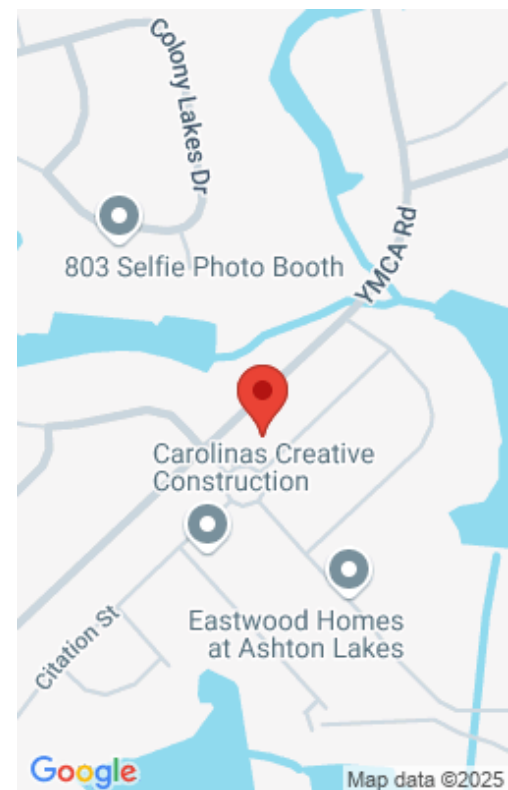 Colony Lakes Dr
803 Selfie Photo Booth
YMCA Rd
Carolinas Creative
Construction
Eastwood Homes
at Ashton Lakes
Citation St
Google
Map data ©2025